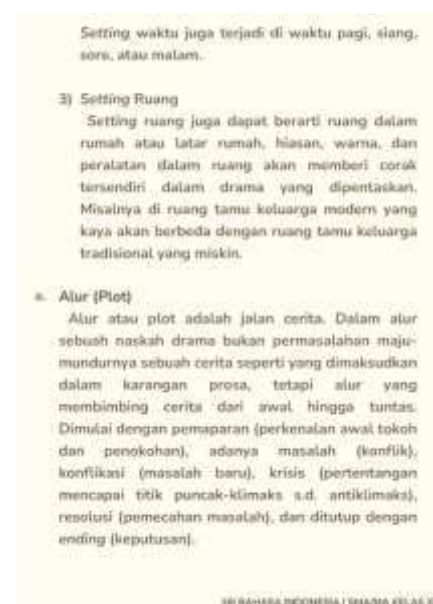 Setting waktu juga terjadi di waktu pagi, siang,
sore, atau malam.
3) Setting Ruang
Setting ruang juga dapat berarti ruang dalam
rumah atau latar rumah, hiasan, warna, dan
peralatan dalam ruang akan memberi corak
tersendiri dalam drama yang dipentaskan.
Misalnya di ruang tamu keluarga modern yang
kaya akan berbeda dengan ruang tamu keluarga
tradisional yang miskin.
e. Alur (Plot)
Alur atau plot adalah jalan cerita. Dalam alur
sebuah naskah drama bukan permasalahan maju-
mundurnya sebuah cerita seperti yang dimaksudkan
dalam karangan prosa, tetapi alur yang
membimbing cerita dari awal hingga tuntas.
Dimulai dengan pemaparan (perkenalan awal tokoh
dan penokohan), adanya masalah (konflik),
konflikasi (masalah baru), krisis (pertentangan
mencapai titik puncak-klimaks s.d. antiklimaks),
resolusi (pemecahan masalah), dan ditutup dengan
ending (keputusan).
BAHASA INDONESIA | SMA/MA KELAS